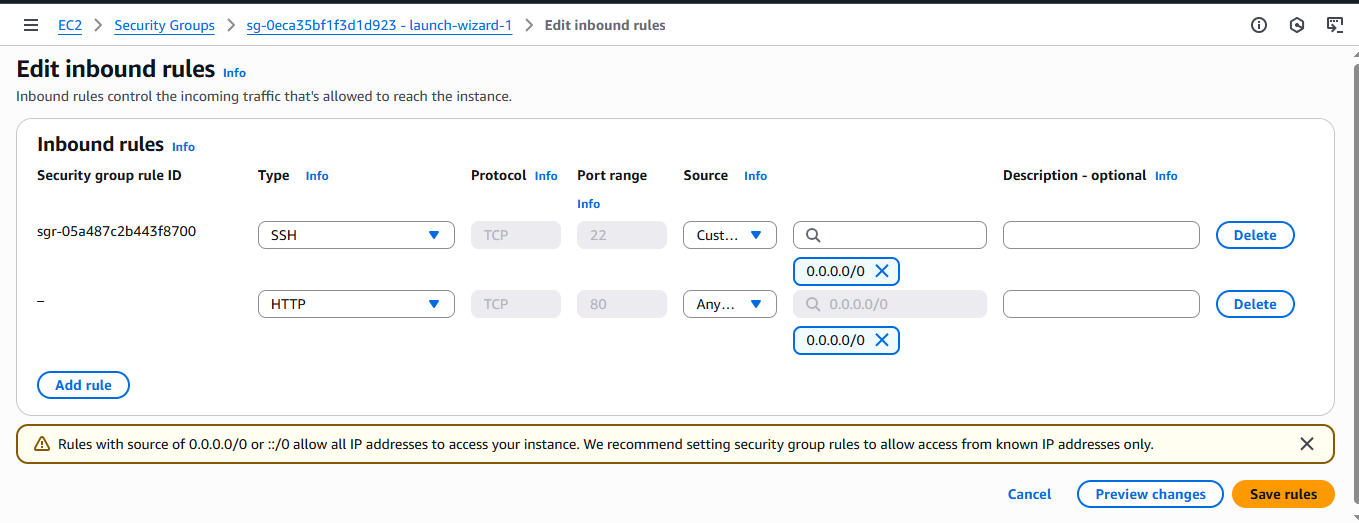 EC2 > Security Groups > sg-0eca35bf1f3d1d923 - launch-wizard-1 > Edit inbound rules
Edit inbound rules Info
Inbound rules control the incoming traffic that's allowed to reach the instance.
Inbound rules Info
Security group rule ID Type Info Protocol Info Port range Info Source Info Description - optional Info
sgr-05a487c2b443f8700 SSH TCP 22 Cust... Delete
0.0.0.0/0
– HTTP TCP 80 Any... 0.0.0.0/0 Delete
0.0.0.0/0
Add rule
Rules with source of 0.0.0.0/0 or ::/0 allow all IP addresses to access your instance. We recommend setting security group rules to allow access from known IP addresses only.
Cancel Preview changes Save rules